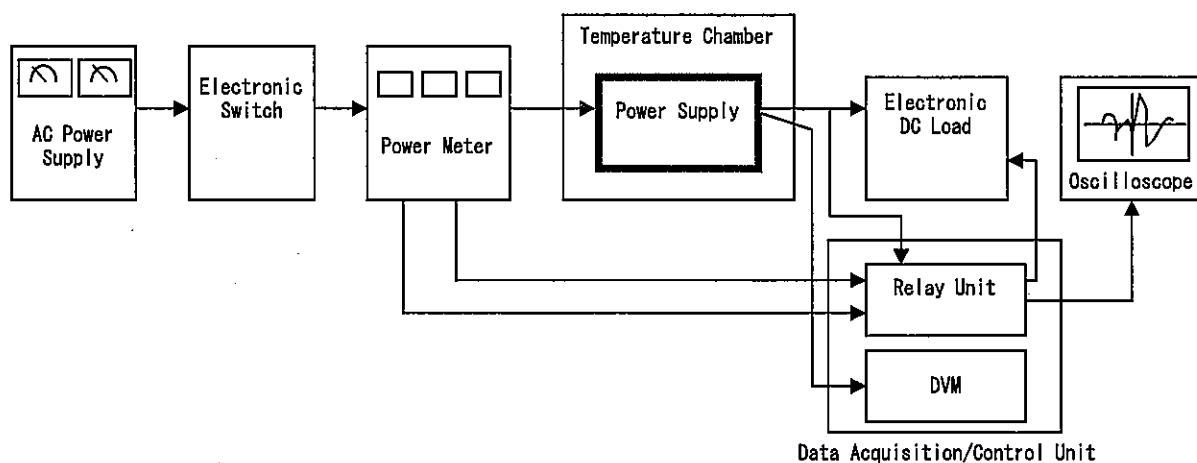 Temperature Chamber
AC Power
Supply
Electronic
Switch
Power Meter
Power Supply
Electronic
DC Load
Oscilloscope
Relay Unit
DVM
Data Acquisition/Control Unit